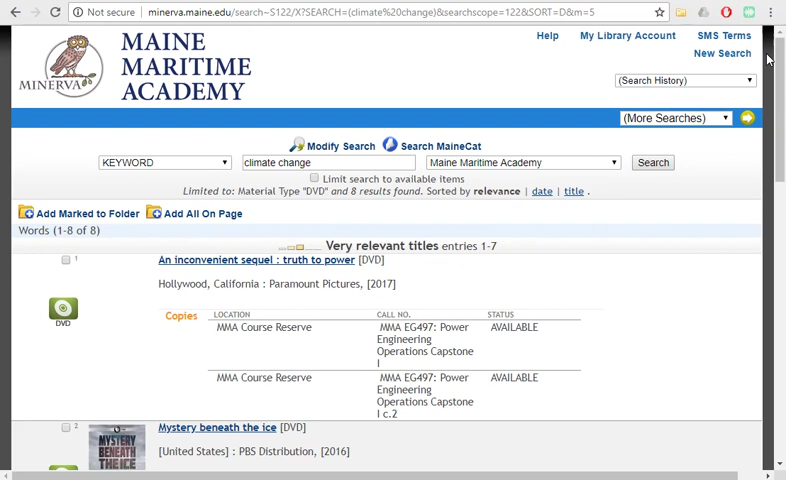 Not secure | minerva.maine.edu/search~S122/X?SEARCH=(climate%20change)&searchscope=122&SORT=D&m=5
Help My Library Account SMS Terms
New Search
MINERVA
MAINE
MARITIME
ACADEMY
(Search History)
(More Searches)
Modify Search Search MaineCat
KEYWORD climate change Maine Maritime Academy Search
Limit search to available items
Limited to: Material Type "DVD" and 8 results found. Sorted by relevance | date | title .
Add Marked to Folder Add All On Page
Words (1-8 of 8)
Very relevant titles entries 1-7
1 An inconvenient sequel : truth to power [DVD]
Hollywood, California : Paramount Pictures, [2017]
DVD
Copies LOCATION CALL NO. STATUS
MMA Course Reserve MMA EG497: Power AVAILABLE
Engineering
Operations Capstone
I
MMA Course Reserve MMA EG497: Power AVAILABLE
Engineering
Operations Capstone
I c.2
2 Mystery beneath the ice [DVD]
[United States] : PBS Distribution, [2016]
MYSTERY
BENEATH
THE ICE